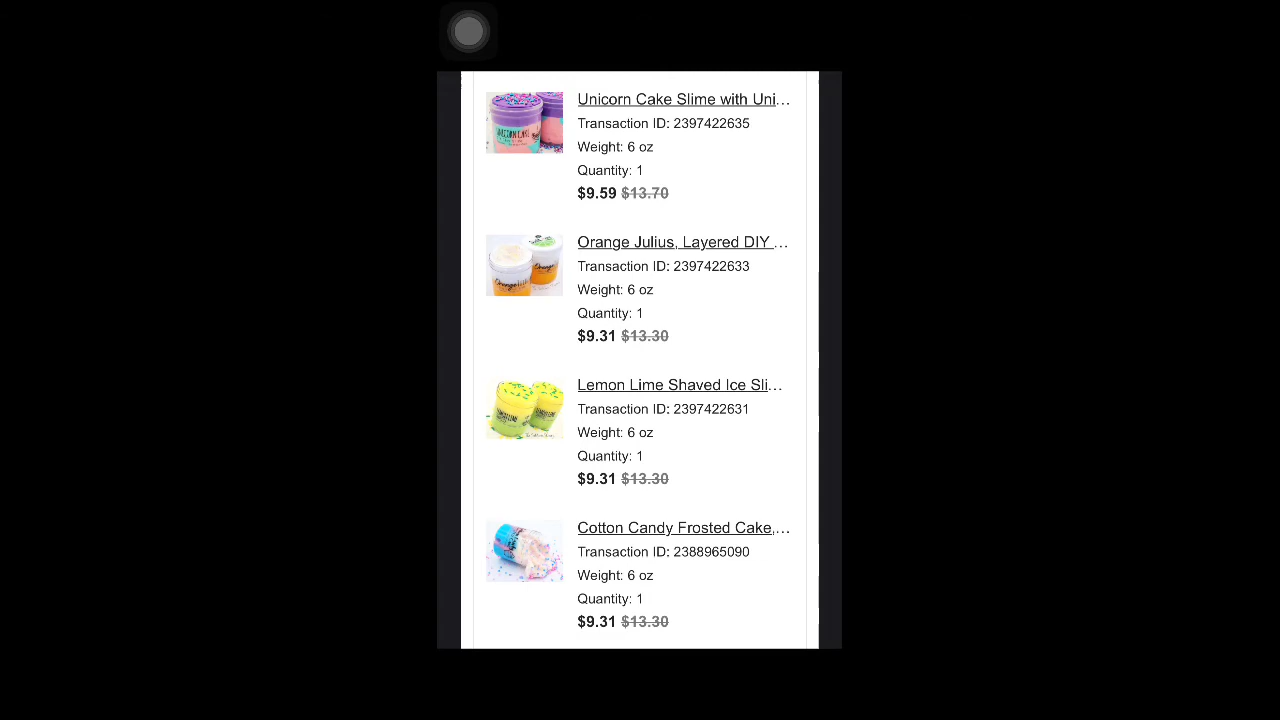 Unicorn Cake Slime with Uni...
Transaction ID: 2397422635
Weight: 6 oz
Quantity: 1
$9.59 $13.70
Orange Julius, Layered DIY ...
Transaction ID: 2397422633
Weight: 6 oz
Quantity: 1
$9.31 $13.30
Lemon Lime Shaved Ice Sli...
Transaction ID: 2397422631
Weight: 6 oz
Quantity: 1
$9.31 $13.30
Cotton Candy Frosted Cake,...
Transaction ID: 2388965090
Weight: 6 oz
Quantity: 1
$9.31 $13.30
UNICORN CAKE
Orange